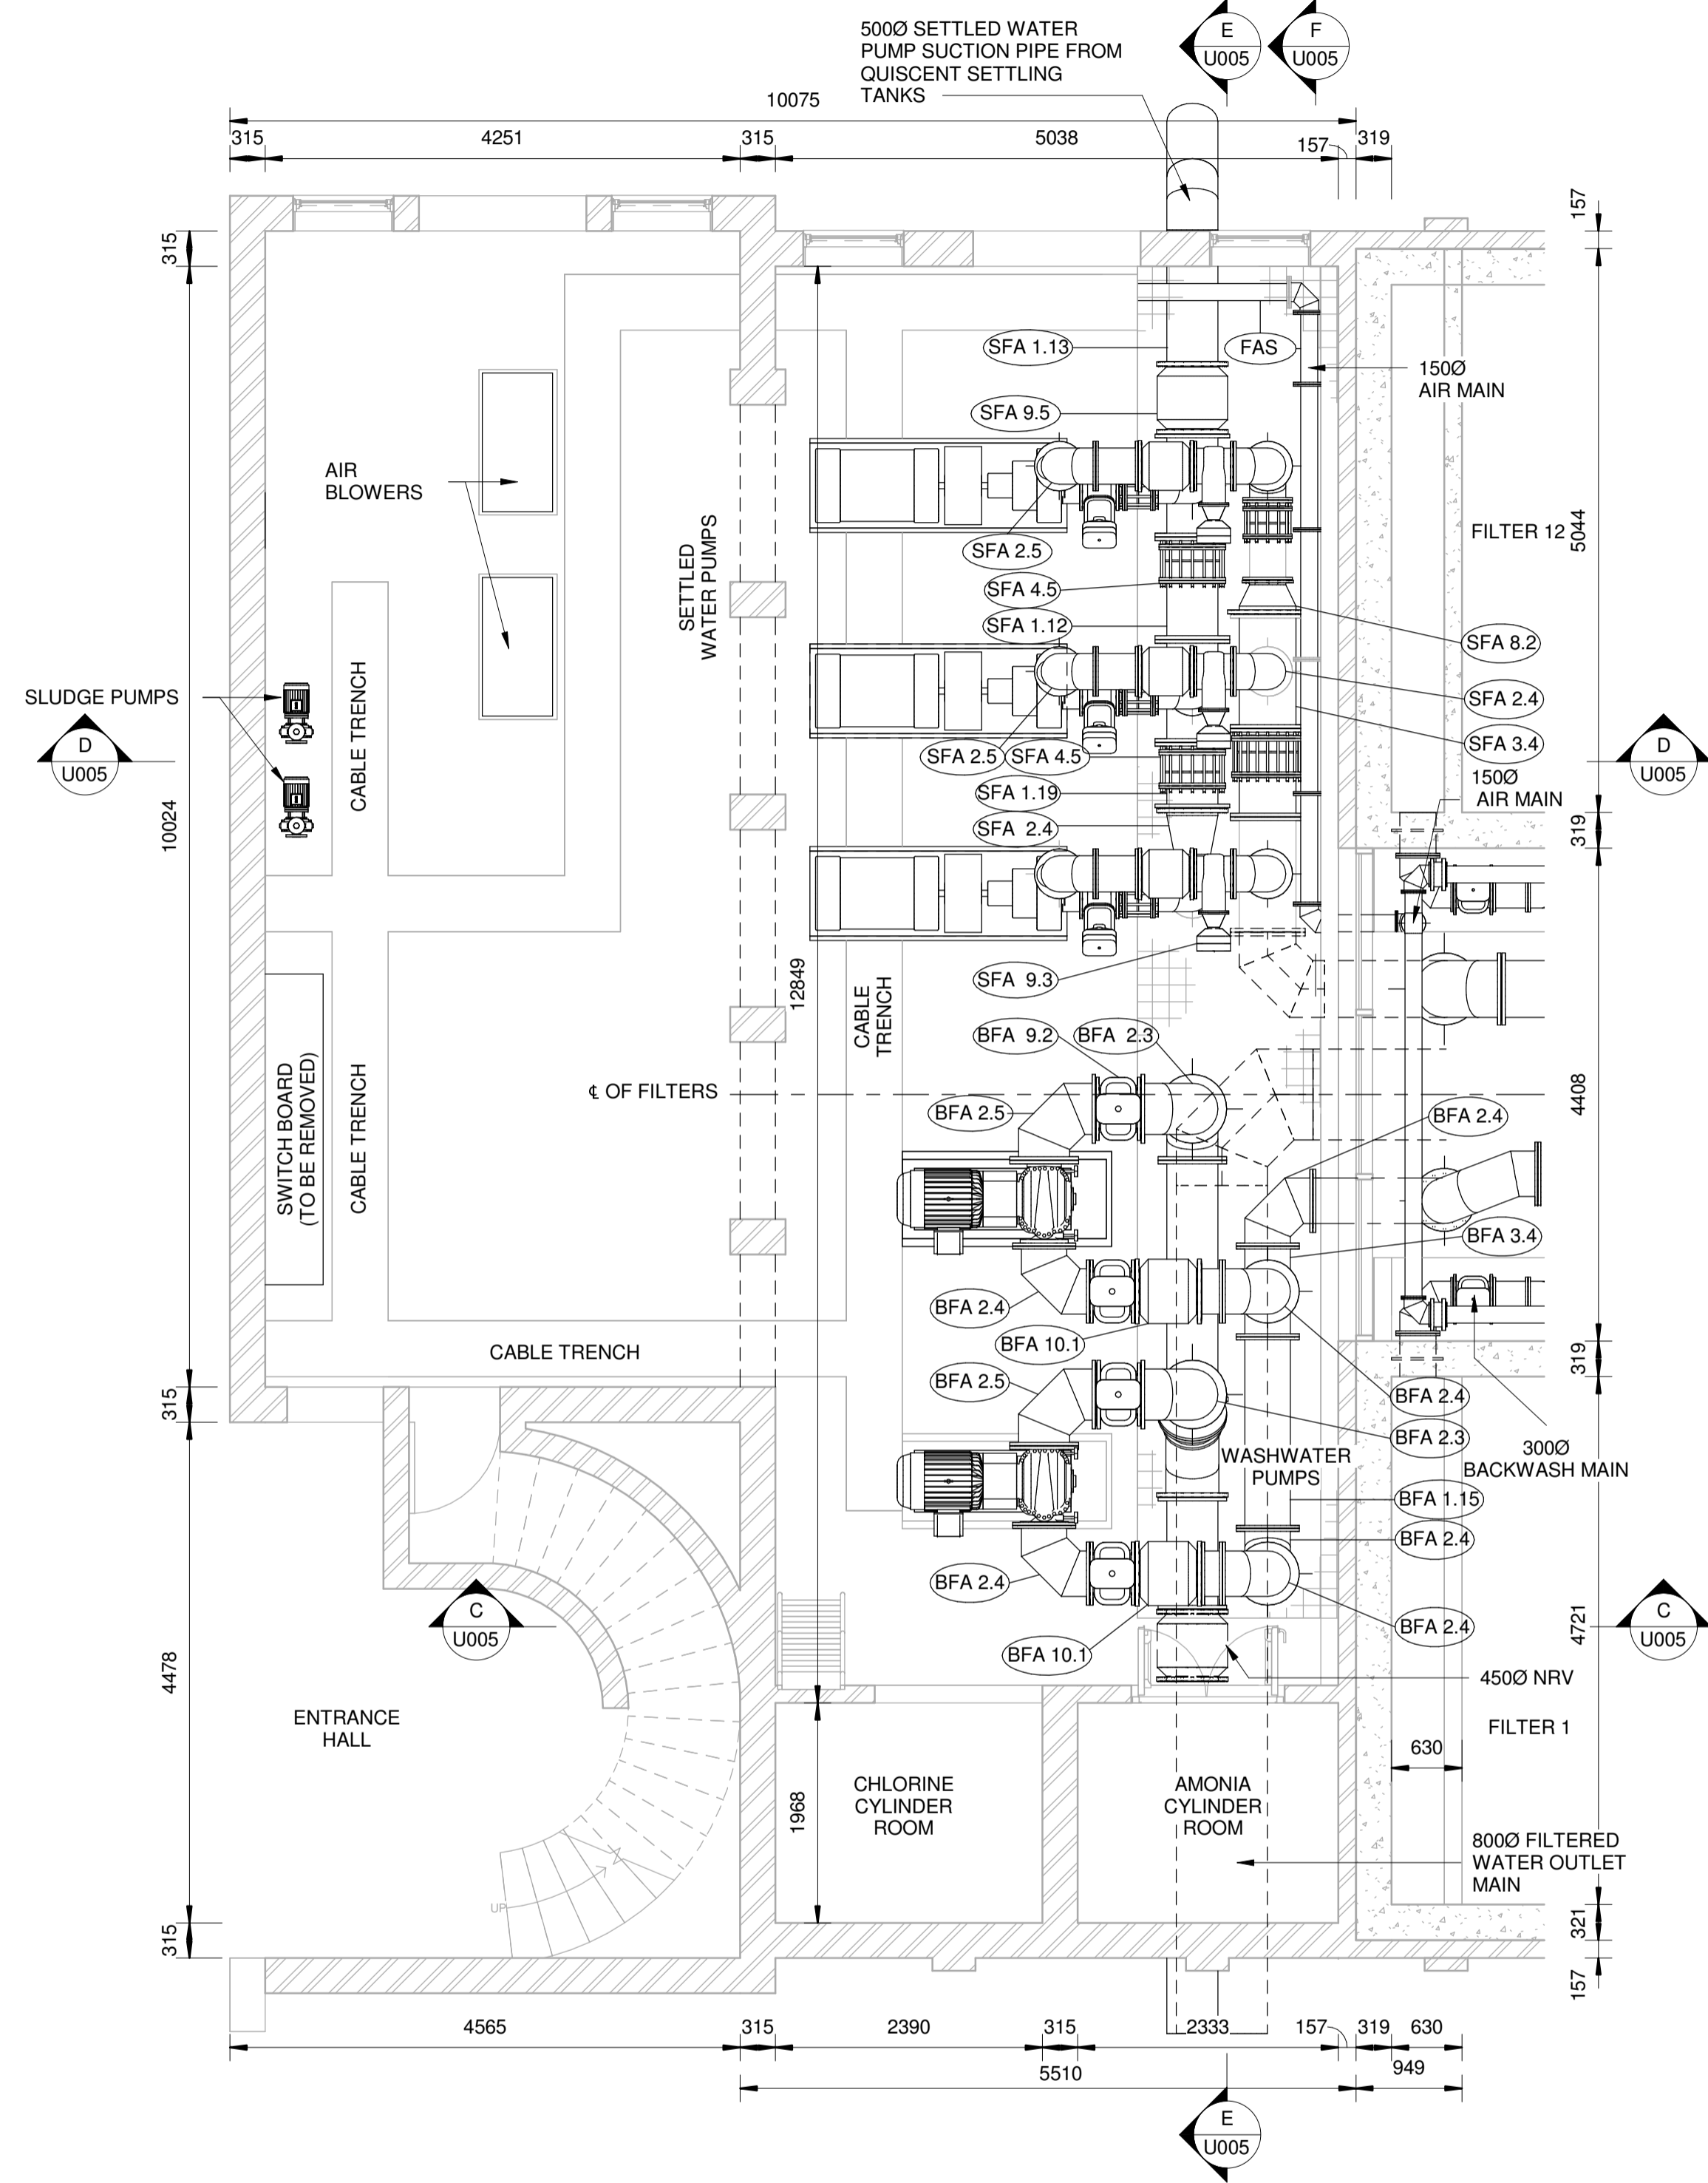 500Ø SETTLED WATER
PUMP SUCTION PIPE FROM
QUISCENT SETTLING
TANKS
E
U005
F
U005
10075
315
4251
315
5038
157
319
157
315
SFA 1.13
FAS
150Ø
AIR MAIN
SFA 9.5
AIR
BLOWERS
SETTLED
WATER PUMPS
FILTER 12
5044
SFA 2.5
SFA 4.5
SFA 1.12
SFA 8.2
SLUDGE PUMPS
CABLE TRENCH
SFA 2.4
D
U005
SFA 3.4
D
U005
SFA 2.5
SFA 4.5
150Ø
AIR MAIN
SFA 1.19
10024
SFA 2.4
319
12849
SFA 9.3
CABLE
TRENCH
BFA 9.2
BFA 2.3
SWITCH BOARD
(TO BE REMOVED)
CABLE TRENCH
℄ OF FILTERS
4408
BFA 2.5
BFA 2.4
BFA 3.4
BFA 2.4
BFA 10.1
CABLE TRENCH
319
BFA 2.5
BFA 2.4
315
BFA 2.3
WASHWATER
PUMPS
300Ø
BACKWASH MAIN
BFA 1.15
BFA 2.4
BFA 2.4
C
U005
BFA 2.4
4721
C
U005
BFA 10.1
4478
450Ø NRV
ENTRANCE
HALL
FILTER 1
630
CHLORINE
CYLINDER
ROOM
1968
AMONIA
CYLINDER
ROOM
800Ø FILTERED
WATER OUTLET
MAIN
UP
315
321
157
4565
315
2390
315
2333
157
319
630
5510
949
E
U005